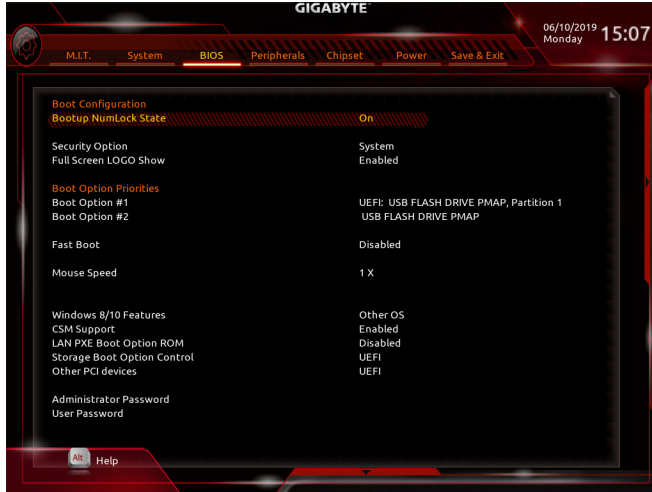 GIGABYTE™
06/10/2019
Monday
15:07
M.I.T. System BIOS Peripherals Chipset Power Save & Exit
Boot Configuration
Bootup NumLock State On
Security Option System
Full Screen LOGO Show Enabled
Boot Option Priorities
Boot Option #1 UEFI: USB FLASH DRIVE PMAP, Partition 1
Boot Option #2 USB FLASH DRIVE PMAP
Fast Boot Disabled
Mouse Speed 1 X
Windows 8/10 Features Other OS
CSM Support Enabled
LAN PXE Boot Option ROM Disabled
Storage Boot Option Control UEFI
Other PCI devices UEFI
Administrator Password
User Password
Alt Help